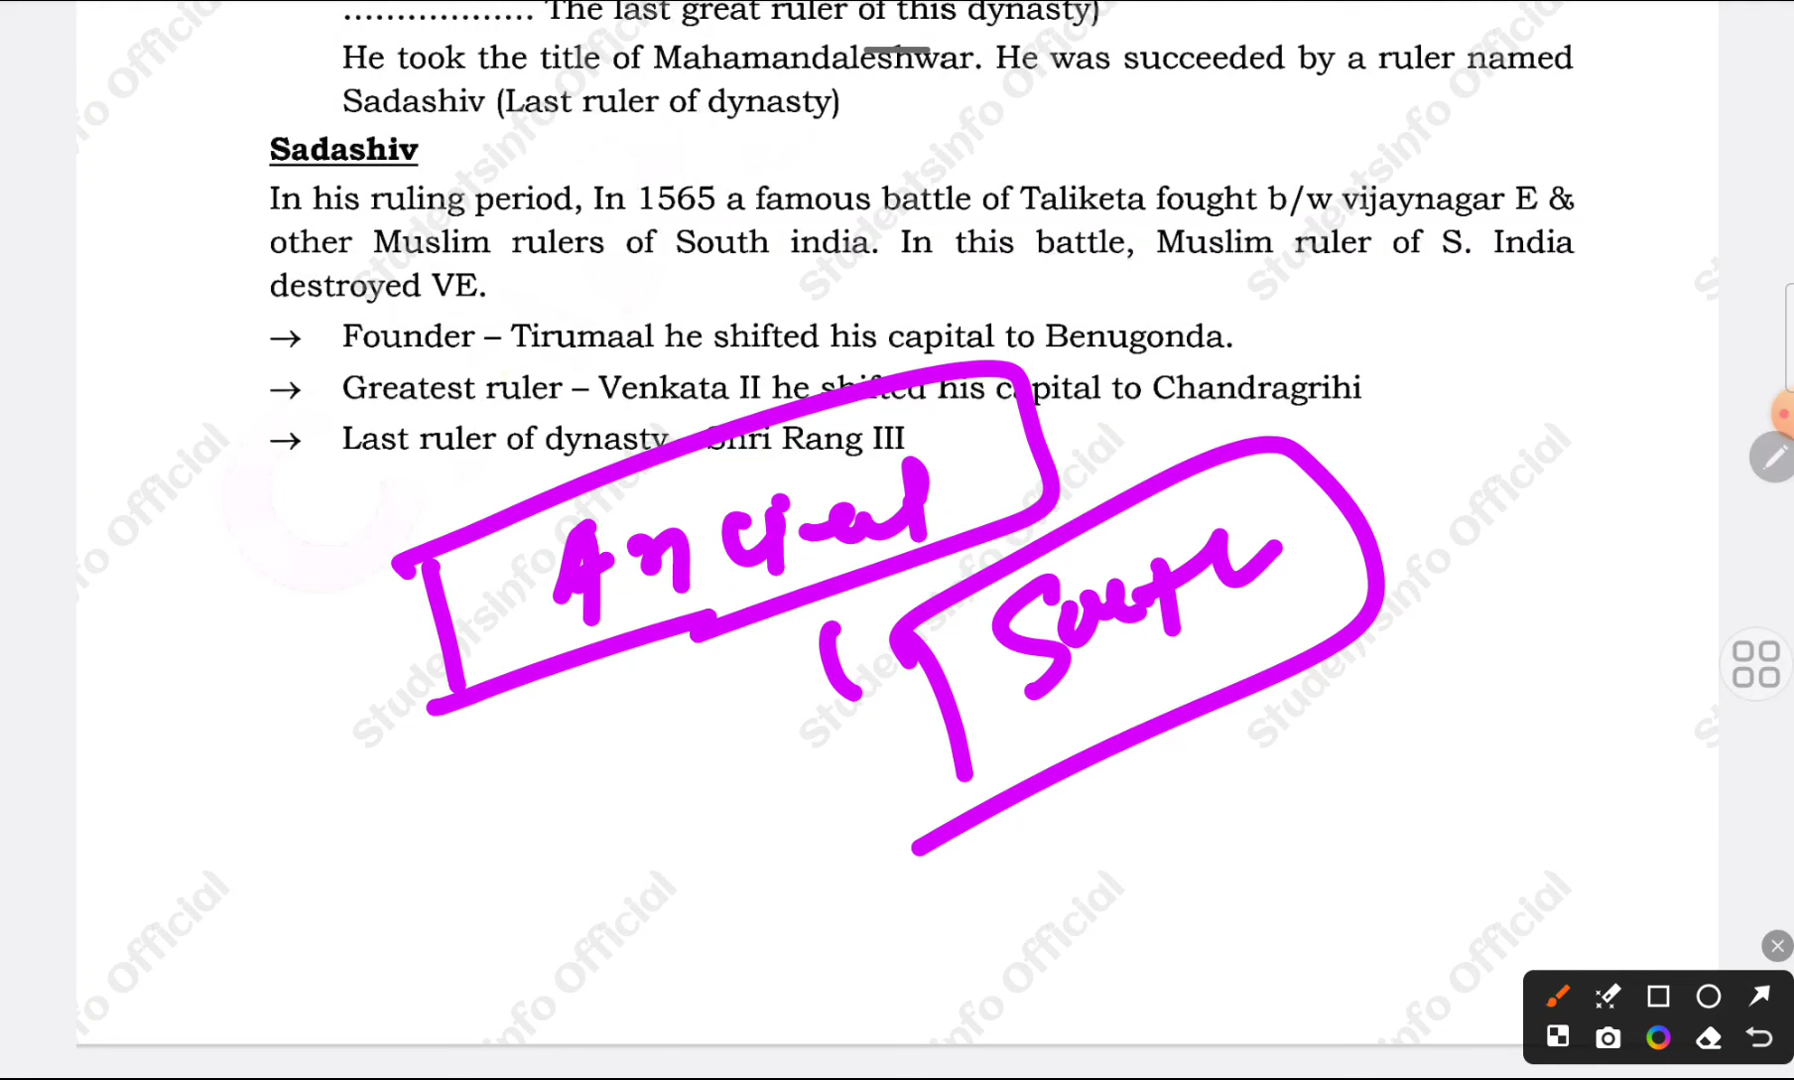 .................. The last great ruler of this dynasty)
He took the title of Mahamandaleshwar. He was succeeded by a ruler named
Sadashiv (Last ruler of dynasty)
Sadashiv
In his ruling period, In 1565 a famous battle of Taliketa fought b/w vijaynagar E &
other Muslim rulers of South india. In this battle, Muslim ruler of S. India
destroyed VE.
→ Founder – Tirumaal he shifted his capital to Benugonda.
→ Greatest ruler – Venkata II he shifted his capital to Chandragrihi
→ Last ruler of dynasty – Shri Rang III
South
Studentsinfo Official